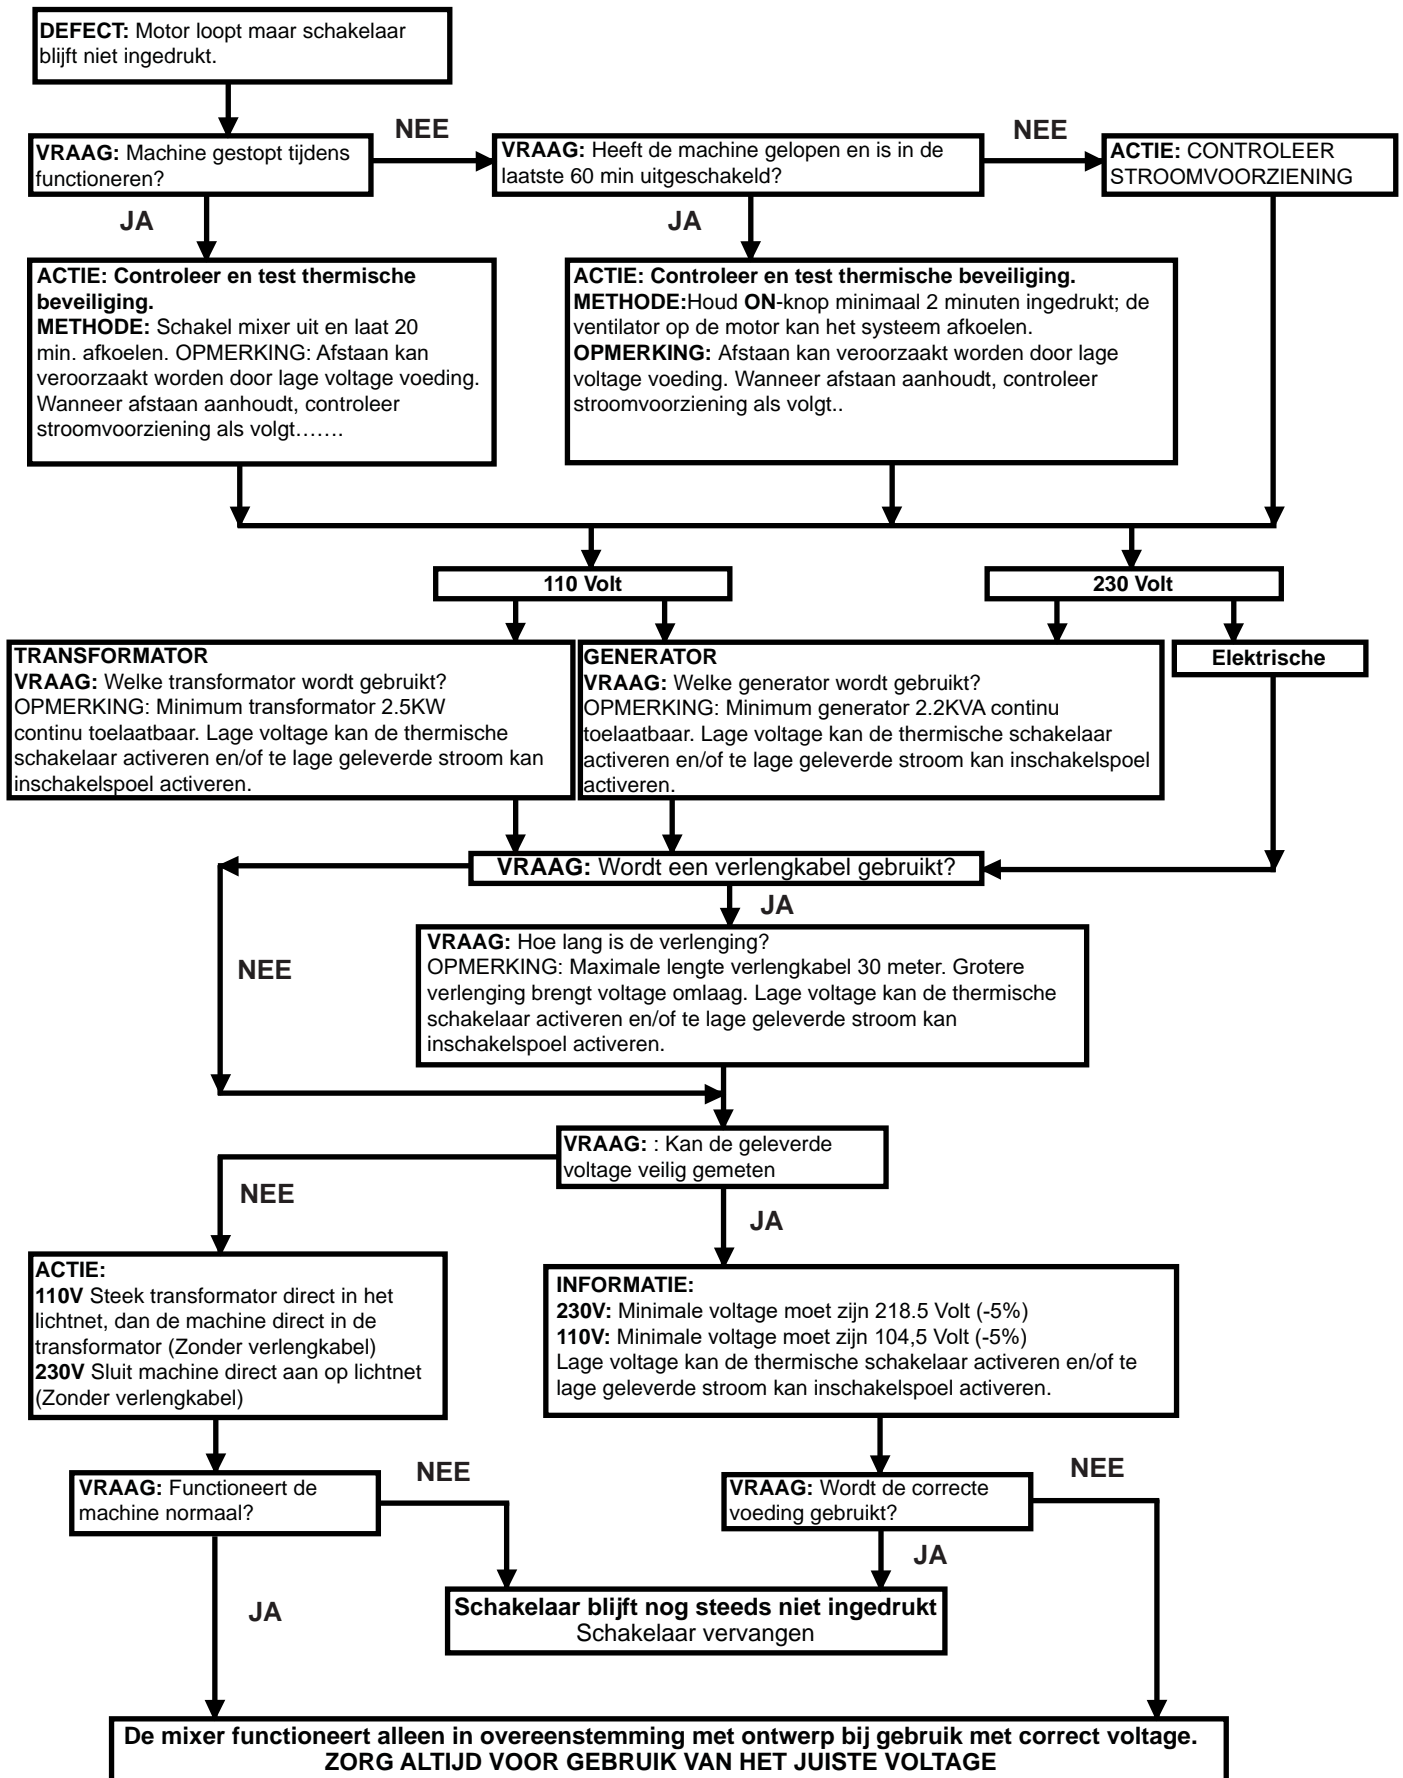 DEFECT: Motor loopt maar schakelaar
blijft niet ingedrukt.
NEE
NEE
VRAAG: Machine gestopt tijdens
functioneren?
VRAAG: Heeft de machine gelopen en is in de
laatste 60 min uitgeschakeld?
ACTIE: CONTROLEER
STROOMVOORZIENING
JA
JA
ACTIE: Controleer en test thermische
beveiliging.
METHODE: Schakel mixer uit en laat 20
min. afkoelen. OPMERKING: Afstaan kan
veroorzaakt worden door lage voltage voeding.
Wanneer afstaan aanhoudt, controleer
stroomvoorziening als volgt…….
ACTIE: Controleer en test thermische beveiliging.
METHODE:Houd ON-knop minimaal 2 minuten ingedrukt; de
ventilator op de motor kan het systeem afkoelen.
OPMERKING: Afstaan kan veroorzaakt worden door lage
voltage voeding. Wanneer afstaan aanhoudt, controleer
stroomvoorziening als volgt..
110 Volt
230 Volt
TRANSFORMATOR
VRAAG: Welke transformator wordt gebruikt?
OPMERKING: Minimum transformator 2.5KW
continu toelaatbaar. Lage voltage kan de thermische
schakelaar activeren en/of te lage geleverde stroom kan
inschakelspoel activeren.
GENERATOR
VRAAG: Welke generator wordt gebruikt?
OPMERKING: Minimum generator 2.2KVA continu
toelaatbaar. Lage voltage kan de thermische schakelaar
activeren en/of te lage geleverde stroom kan inschakelspoel
activeren.
Elektrische
VRAAG: Wordt een verlengkabel gebruikt?
JA
NEE
VRAAG: Hoe lang is de verlenging?
OPMERKING: Maximale lengte verlengkabel 30 meter. Grotere
verlenging brengt voltage omlaag. Lage voltage kan de thermische
schakelaar activeren en/of te lage geleverde stroom kan
inschakelspoel activeren.
VRAAG: : Kan de geleverde
voltage veilig gemeten
NEE
JA
ACTIE:
110V Steek transformator direct in het
lichtnet, dan de machine direct in de
transformator (Zonder verlengkabel)
230V Sluit machine direct aan op lichtnet
(Zonder verlengkabel)
INFORMATIE:
230V: Minimale voltage moet zijn 218.5 Volt (-5%)
110V: Minimale voltage moet zijn 104,5 Volt (-5%)
Lage voltage kan de thermische schakelaar activeren en/of te
lage geleverde stroom kan inschakelspoel activeren.
VRAAG: Functioneert de
machine normaal?
NEE
VRAAG: Wordt de correcte
voeding gebruikt?
NEE
JA
JA
Schakelaar blijft nog steeds niet ingedrukt
Schakelaar vervangen
De mixer functioneert alleen in overeenstemming met ontwerp bij gebruik met correct voltage.
ZORG ALTIJD VOOR GEBRUIK VAN HET JUISTE VOLTAGE